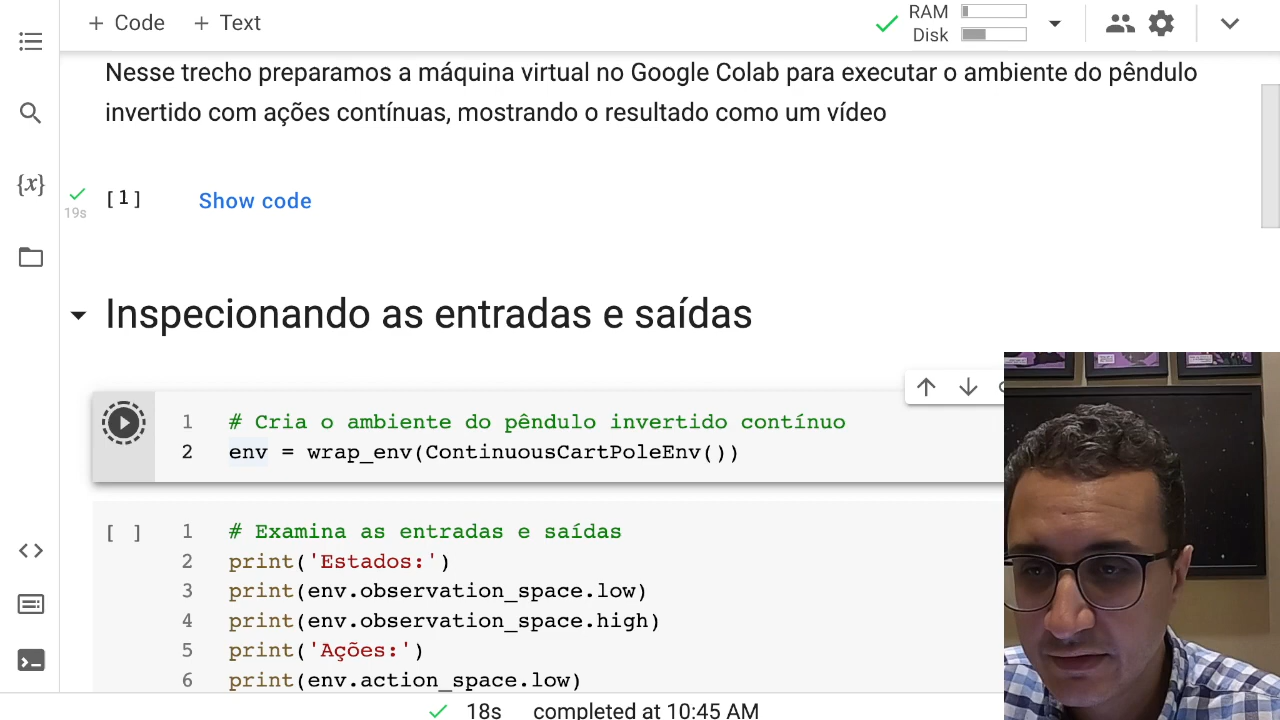 + Code + Text
RAM
Disk
Nesse trecho preparamos a máquina virtual no Google Colab para executar o ambiente do pêndulo
invertido com ações contínuas, mostrando o resultado como um vídeo
{x}
[1] Show code
19s
Inspecionando as entradas e saídas
1 # Cria o ambiente do pêndulo invertido contínuo
2 env = wrap_env(ContinuousCartPoleEnv())
[ ] 1 # Examina as entradas e saídas
2 print('Estados:')
3 print(env.observation_space.low)
4 print(env.observation_space.high)
5 print('Ações:')
6 print(env.action_space.low)
18s completed at 10:45 AM